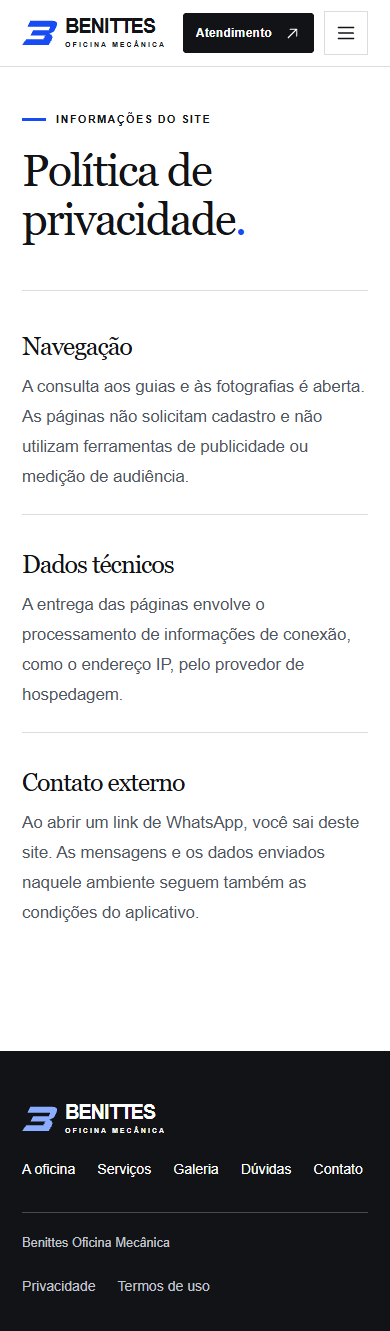 BENITTES
OFICINA MECÂNICA
Atendimento
INFORMAÇÕES DO SITE
Política de
privacidade.
Navegação
A consulta aos guias e às fotografias é aberta.
As páginas não solicitam cadastro e não
utilizam ferramentas de publicidade ou
medição de audiência.
Dados técnicos
A entrega das páginas envolve o
processamento de informações de conexão,
como o endereço IP, pelo provedor de
hospedagem.
Contato externo
Ao abrir um link de WhatsApp, você sai deste
site. As mensagens e os dados enviados
naquele ambiente seguem também as
condições do aplicativo.
BENITTES
OFICINA MECÂNICA
A oficina Serviços Galeria Dúvidas Contato
Benittes Oficina Mecânica
Privacidade Termos de uso